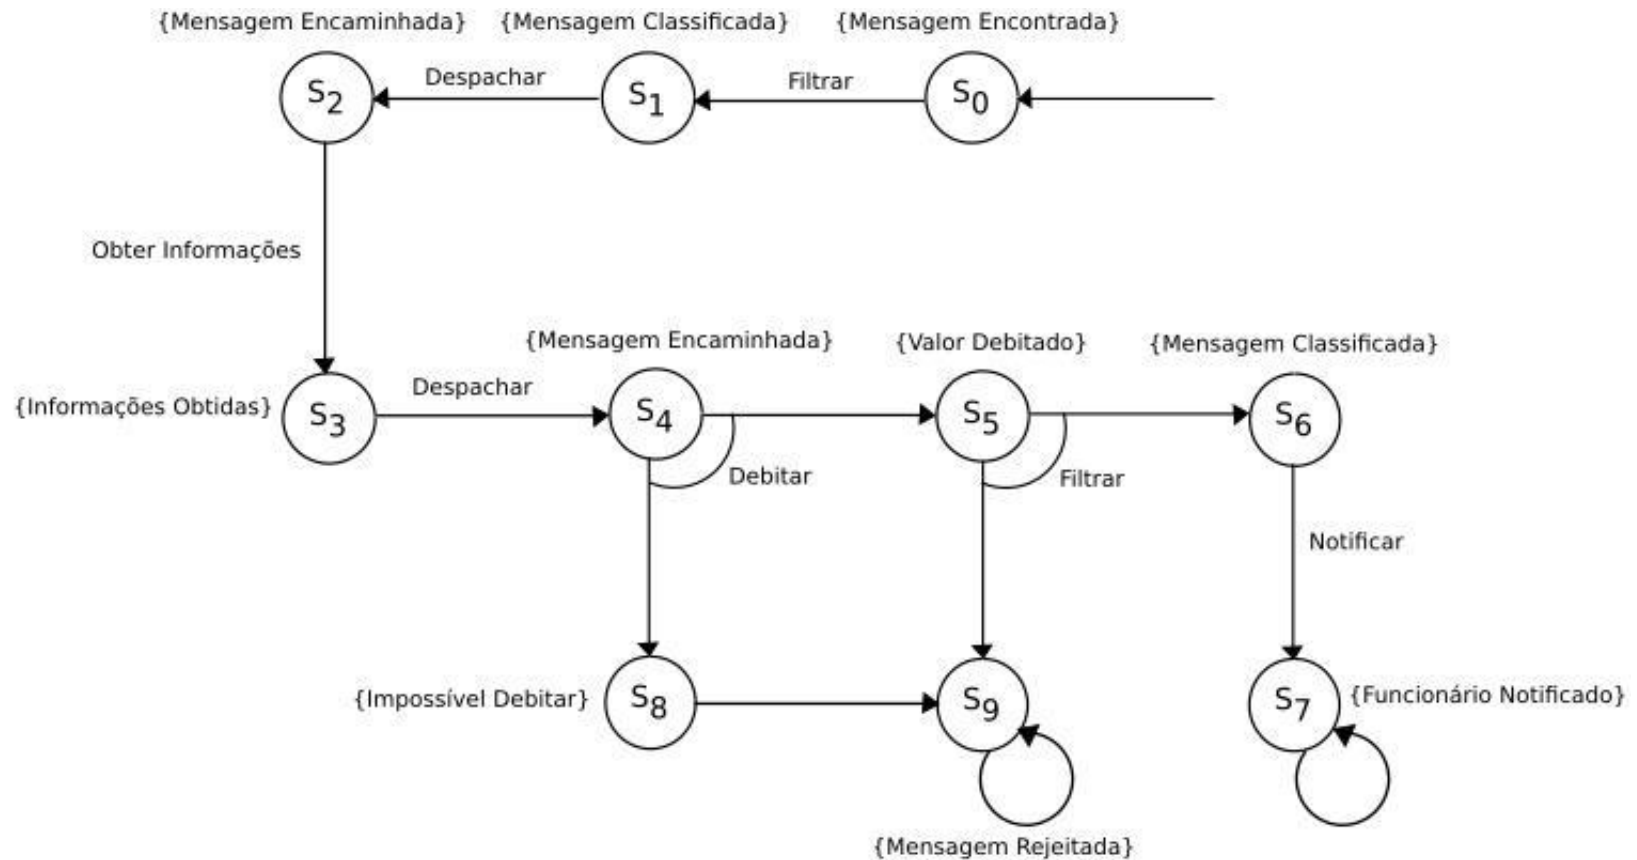 {Mensagem Encaminhada}
{Mensagem Classificada}
{Mensagem Encontrada}
Despachar
Filtrar
S2
S1
S0
Obter Informações
{Mensagem Encaminhada}
{Valor Debitado}
{Mensagem Classificada}
{Informações Obtidas}
S3
Despachar
S4
S5
S6
Debitar
Filtrar
Notificar
{Impossível Debitar}
S8
S9
S7
{Funcionário Notificado}
{Mensagem Rejeitada}